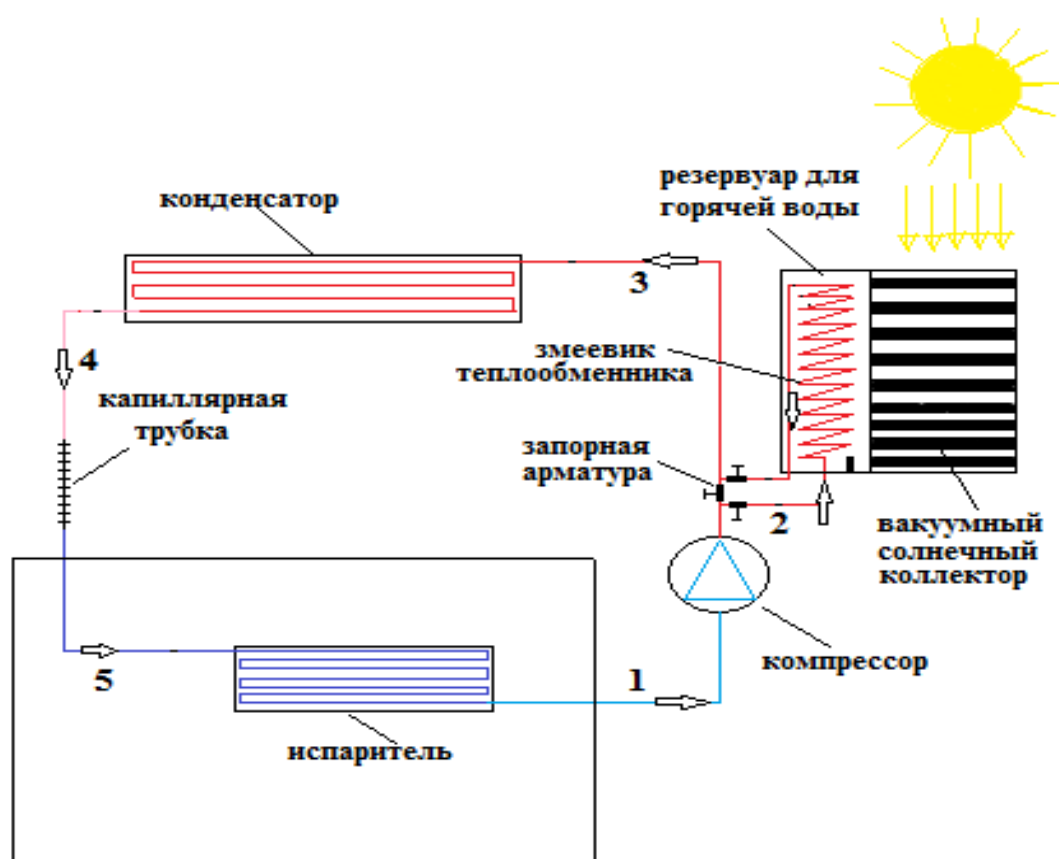 резервуар для
горячей воды
конденсатор
3
змеевик
теплообменника
4
капиллярная
трубка
запорная
арматура
2
вакуумный
солнечный
коллектор
компрессор
5
1
испаритель